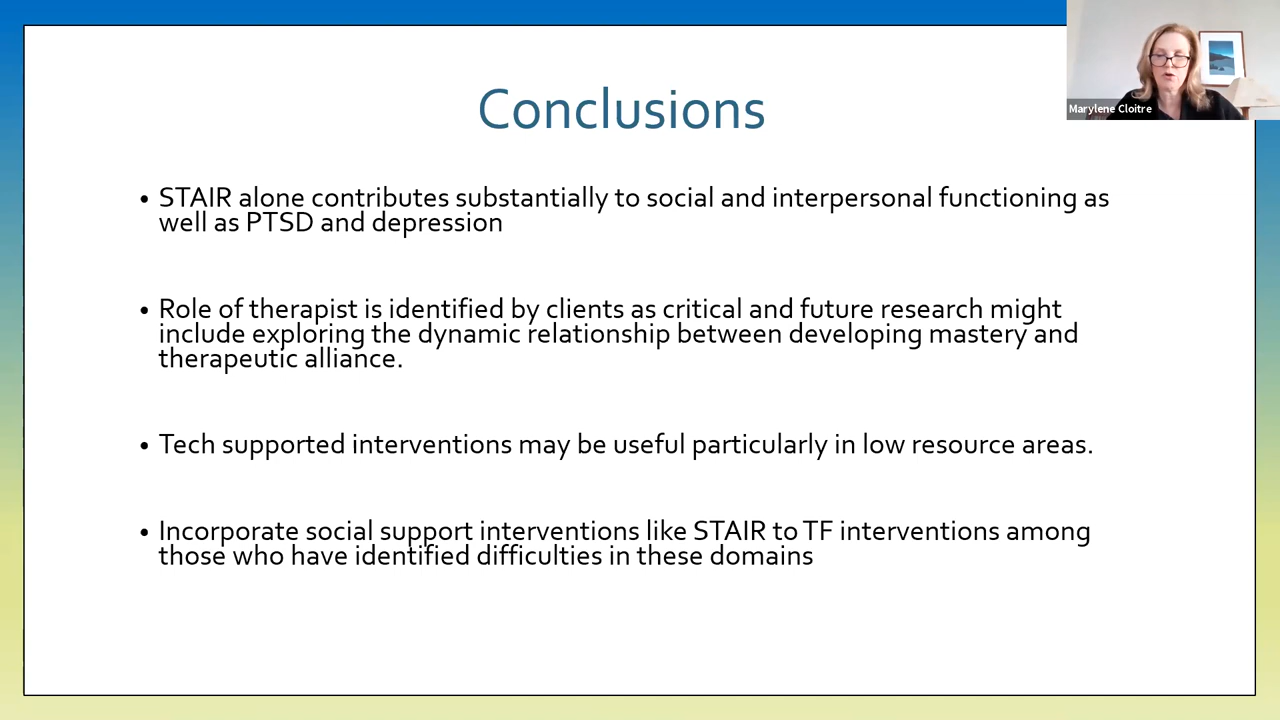 Conclusions
Marylene Cloitre
• STAIR alone contributes substantially to social and interpersonal functioning as
well as PTSD and depression
• Role of therapist is identified by clients as critical and future research might
include exploring the dynamic relationship between developing mastery and
therapeutic alliance.
• Tech supported interventions may be useful particularly in low resource areas.
• Incorporate social support interventions like STAIR to TF interventions among
those who have identified difficulties in these domains